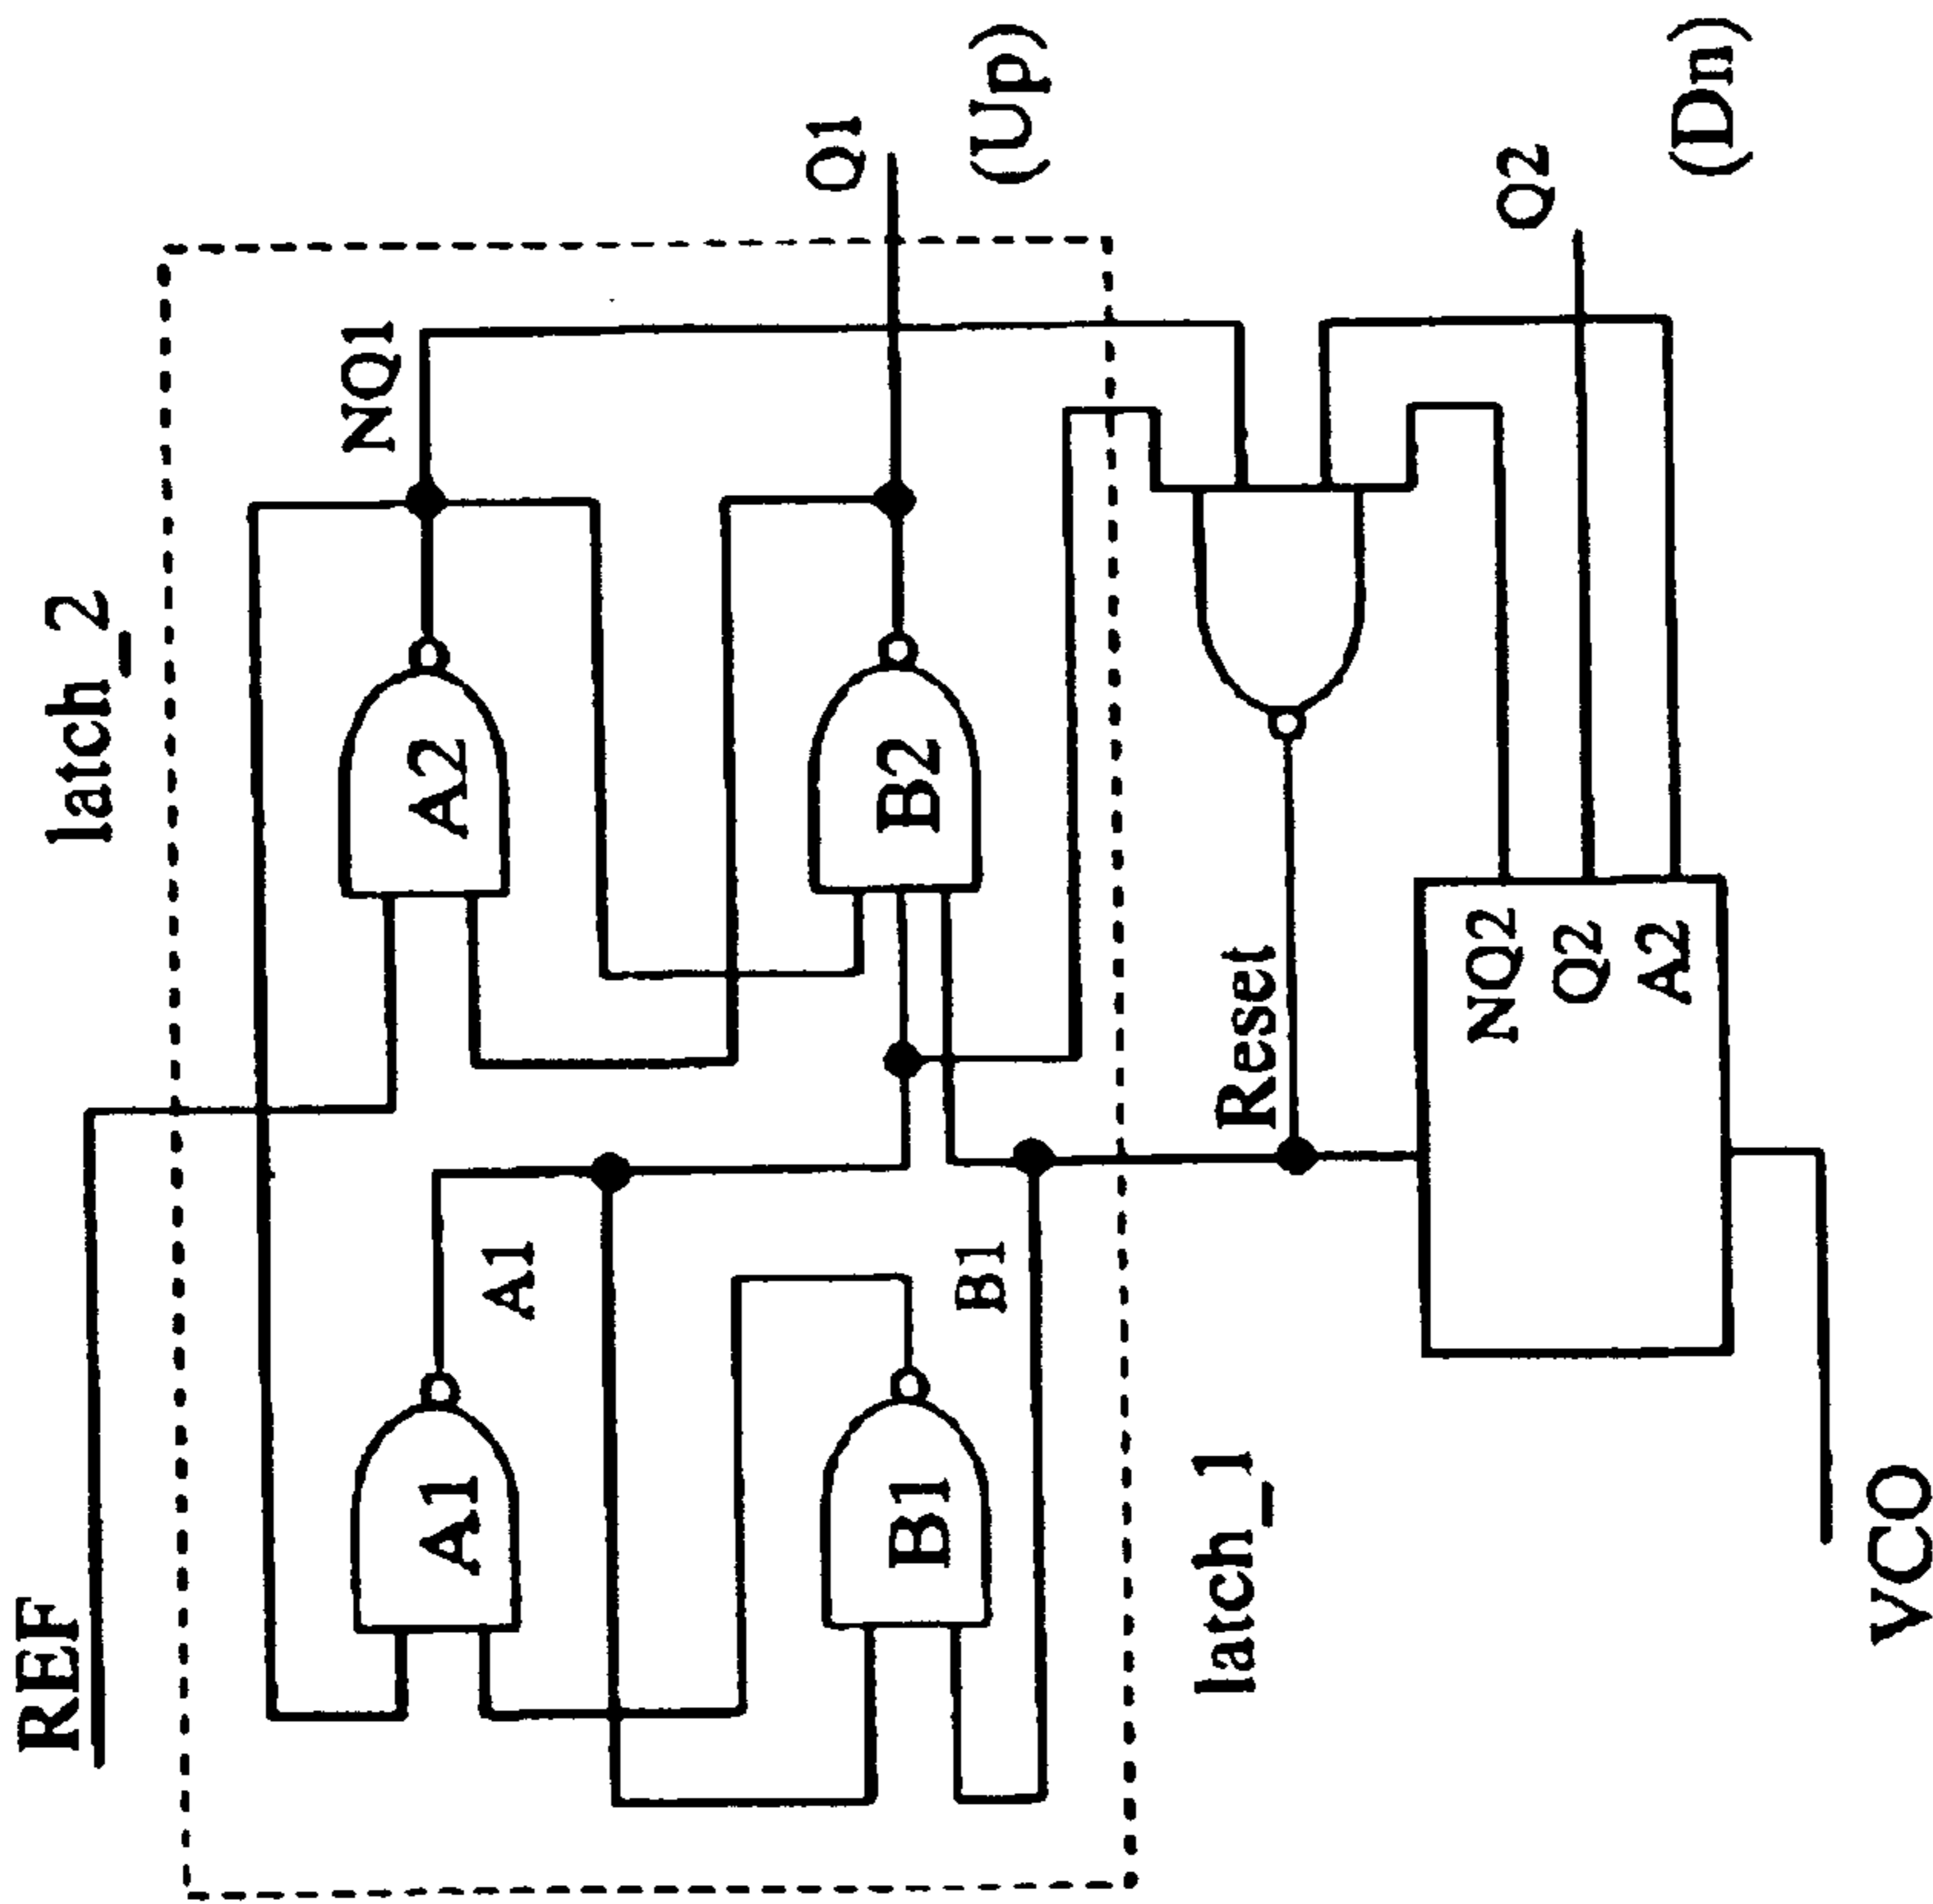 REF
latch_2
NQ1
A2
Q1
(Up)
B2
A1
A1
B1
B1
latch_1
Reset
NQ2
Q2
A2
Q2
(Dn)
VCO